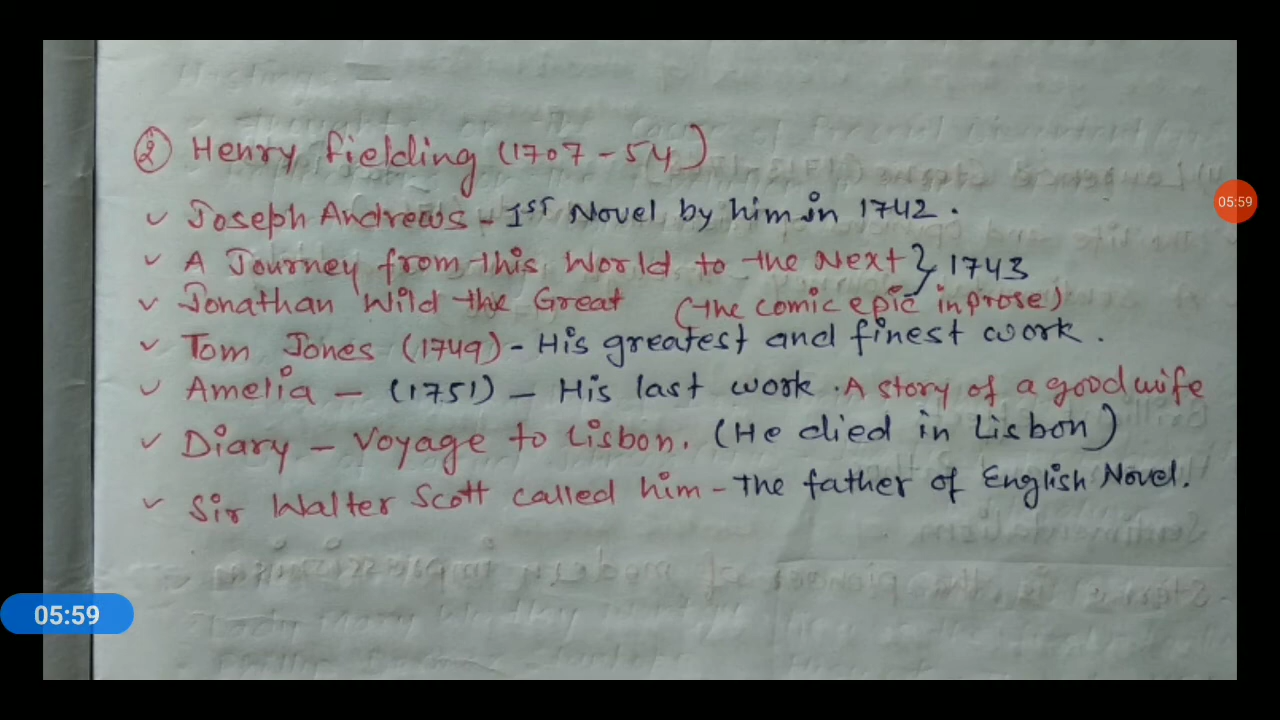 ② Henry Fielding (1707-54)
✓ Joseph Andrews - 1st Novel by him in 1742.
✓ A Journey from this World to the Next } 1743
✓ Jonathan Wild the Great (the comic epic in prose)
✓ Tom Jones (1749) - His greatest and finest work.
✓ Amelia - (1751) - His last work. A story of a good wife
✓ Diary - Voyage to Lisbon. (He died in Lisbon)
✓ Sir Walter Scott called him - The father of English Novel.
05:59
05:59